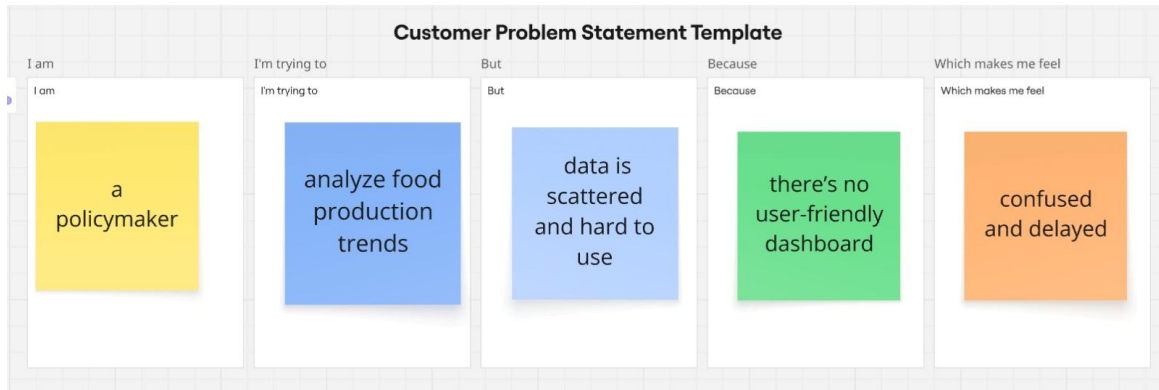 Customer Problem Statement Template
I am
I'm trying to
But
Because
Which makes me feel
I am
a
policymaker
I'm trying to
analyze food
production
trends
But
data is
scattered
and hard to
use
Because
there’s no
user-friendly
dashboard
Which makes me feel
confused
and delayed